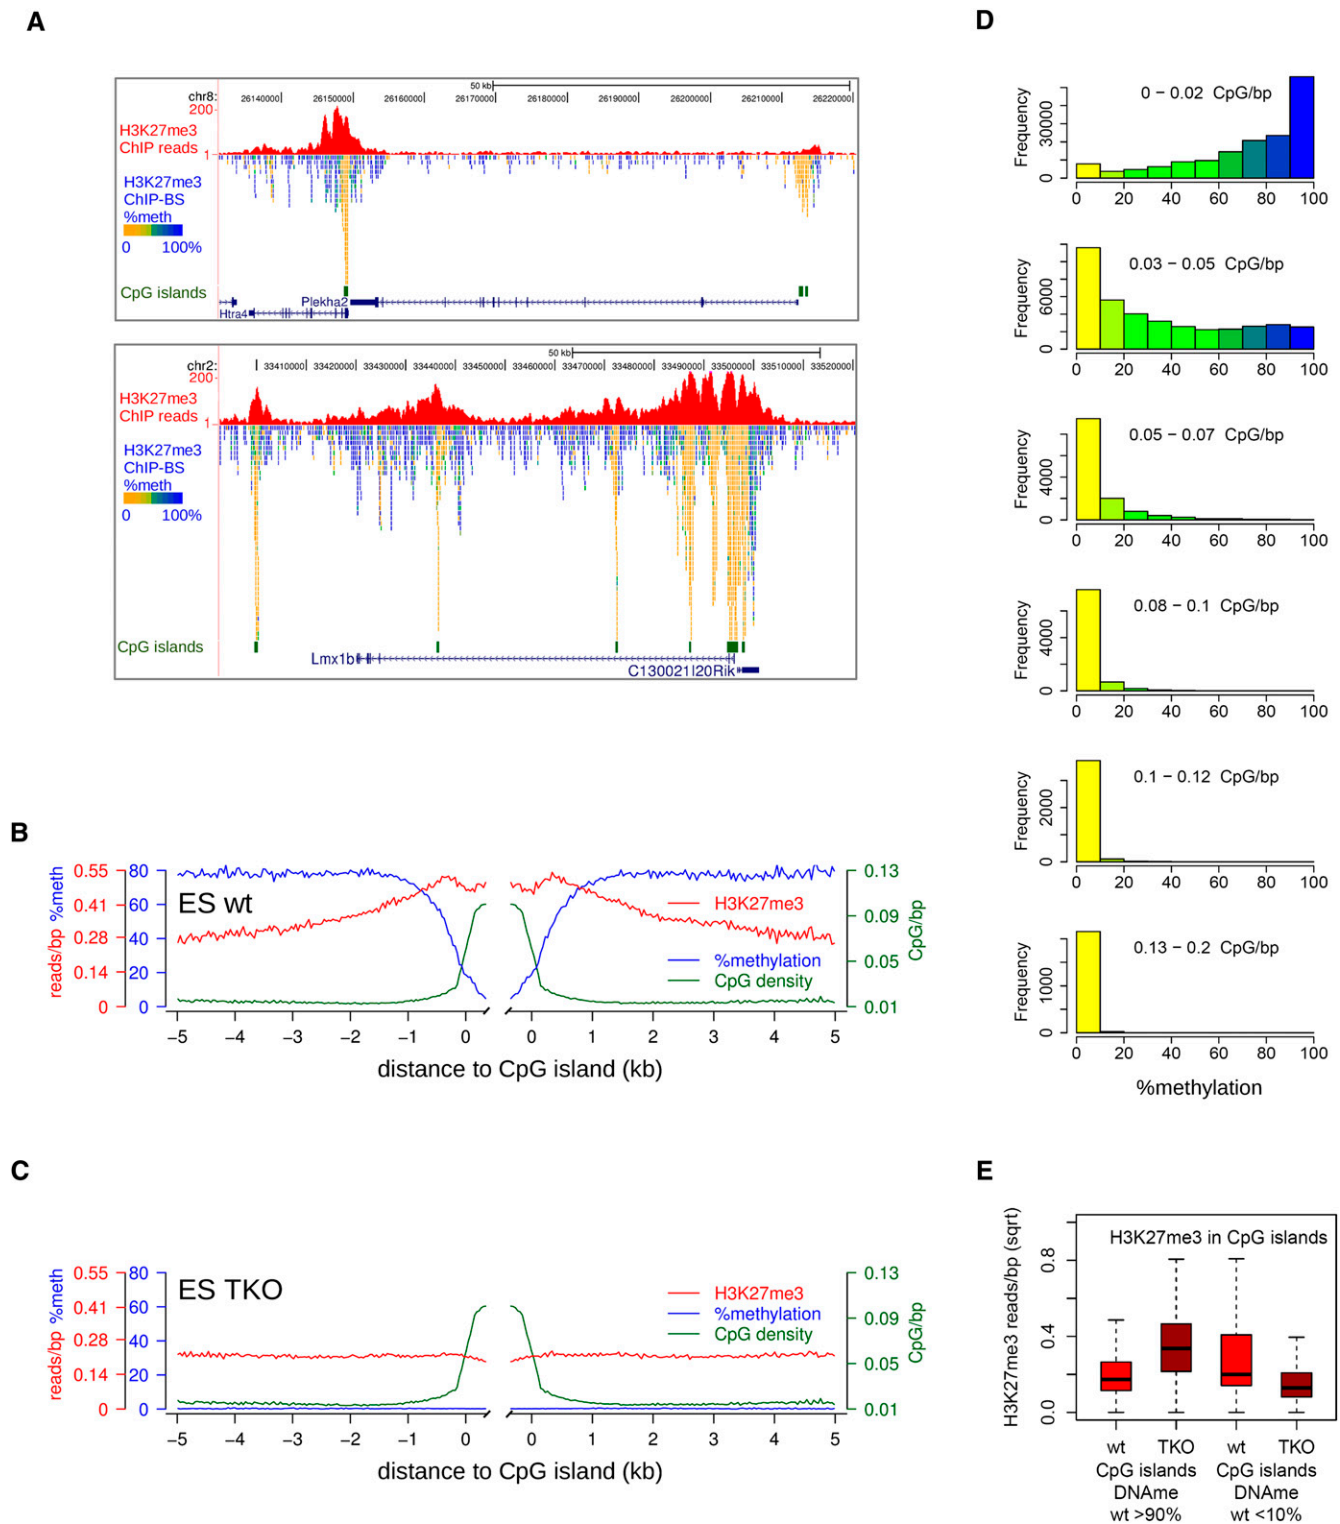 A
50 kb
chr8: 26140000 26150000 26160000 26170000 26180000 26190000 26200000 26210000 26220000
200
H3K27me3
ChIP reads
1
H3K27me3
ChIP-BS
%meth
0 100%
CpG islands
Plekha2
Htra4
50 kb
chr2: 33410000 33420000 33430000 33440000 33450000 33460000 33470000 33480000 33490000 33500000 33510000 33520000
200
H3K27me3
ChIP reads
1
H3K27me3
ChIP-BS
%meth
0 100%
CpG islands
Lmx1b
C130021I20Rik
B
reads/bp %meth
0.55 80
0.41 60
0.28 40
0.14 20
0 0
ES wt
H3K27me3
%methylation
CpG density
0.13
0.09
0.05
0.01
CpG/bp
−5 −4 −3 −2 −1 0 0 1 2 3 4 5
distance to CpG island (kb)
C
reads/bp %meth
0.55 80
0.41 60
0.28 40
0.14 20
0 0
ES TKO
H3K27me3
%methylation
CpG density
0.13
0.09
0.05
0.01
CpG/bp
−5 −4 −3 −2 −1 0 0 1 2 3 4 5
distance to CpG island (kb)
D
0 − 0.02 CpG/bp
Frequency
0 30000
0 20 40 60 80 100
0.03 − 0.05 CpG/bp
Frequency
0 6000
0 20 40 60 80 100
0.05 − 0.07 CpG/bp
Frequency
0 4000
0 20 40 60 80 100
0.08 − 0.1 CpG/bp
Frequency
0 4000
0 20 40 60 80 100
0.1 − 0.12 CpG/bp
Frequency
0 2000
0 20 40 60 80 100
0.13 − 0.2 CpG/bp
Frequency
0 1000
0 20 40 60 80 100
%methylation
E
H3K27me3 in CpG islands
H3K27me3 reads/bp (sqrt)
0.0 0.4 0.8
wt TKO wt TKO
CpG islands CpG islands
DNAme DNAme
wt >90% wt <10%